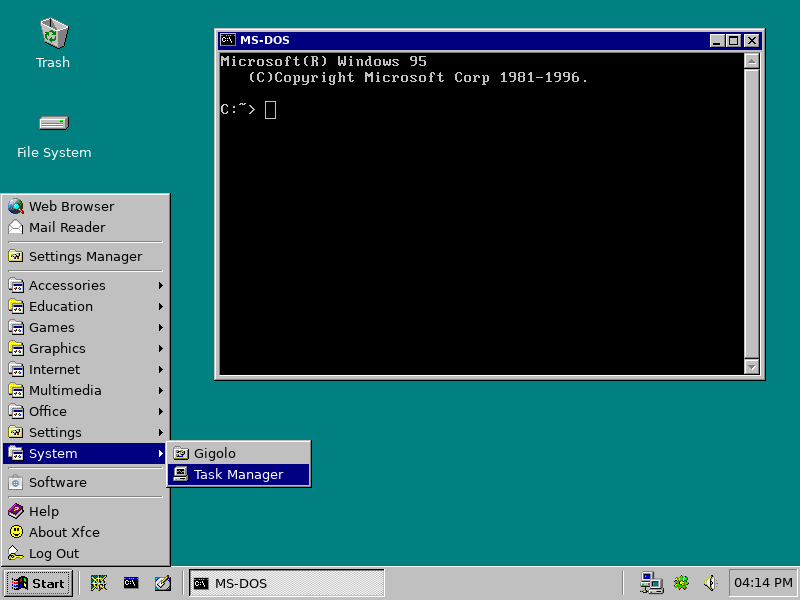 Trash
File System
MS-DOS
Microsoft(R) Windows 95
(C)Copyright Microsoft Corp 1981-1996.
C:~>
Web Browser
Mail Reader
Settings Manager
Accessories
Education
Games
Graphics
Internet
Multimedia
Office
Settings
System
Gigolo
Task Manager
Software
Help
About Xfce
Log Out
Start
MS-DOS
04:14 PM